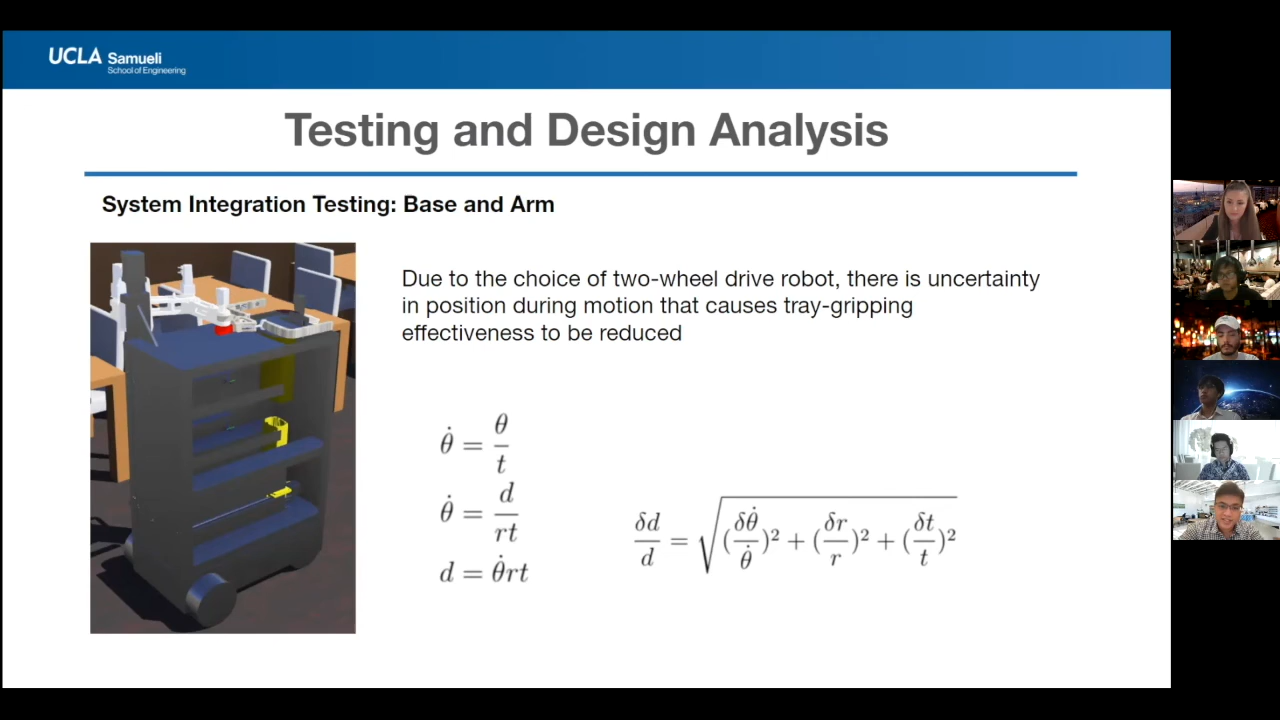 UCLA Samueli
School of Engineering
Testing and Design Analysis
System Integration Testing: Base and Arm
Due to the choice of two-wheel drive robot, there is uncertainty
in position during motion that causes tray-gripping
effectiveness to be reduced
θ̇ = θ/t
θ̇ = d/rt
d = θ̇rt
δd/d = √((δθ̇/θ̇)² + (δr/r)² + (δt/t)²)